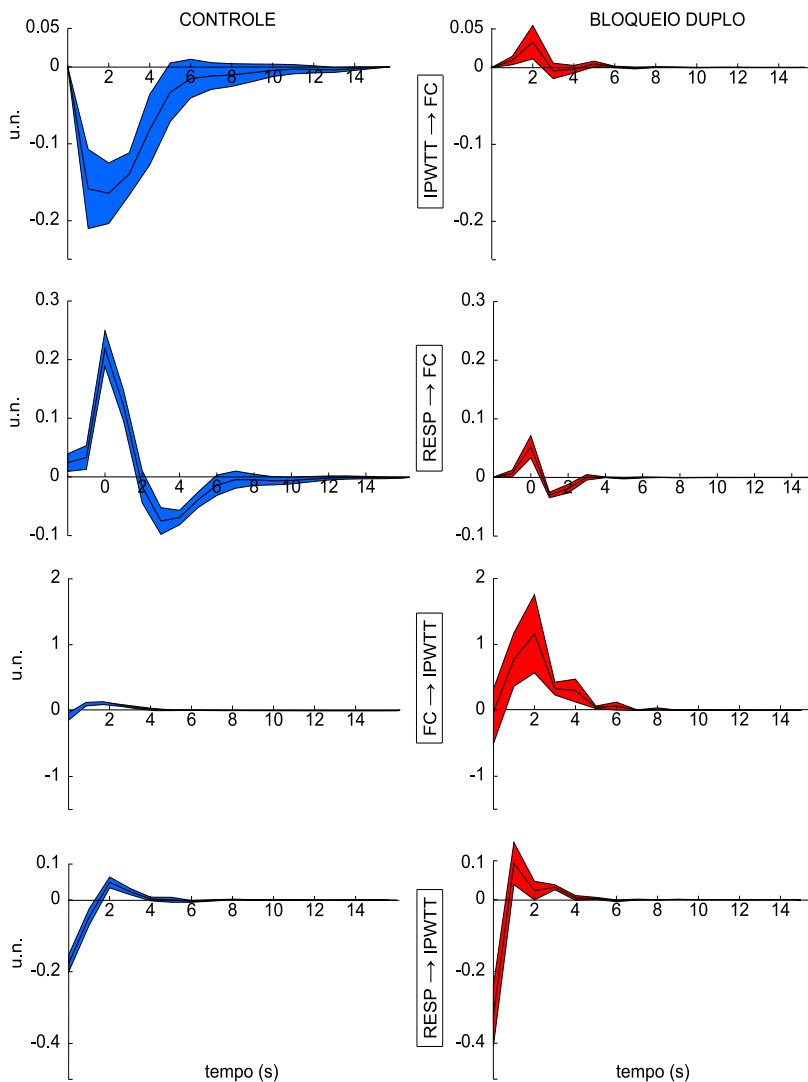 CONTROLE
BLOQUEIO DUPLO
0.05
0
-0.1
-0.2
u.n.
2 4 6 8 10 12 14
IPWTT → FC
0.05
0
-0.1
-0.2
2 4 6 8 10 12 14
0.3
0.2
0.1
0
-0.1
u.n.
0 2 4 6 8 10 12 14
RESP → FC
0.3
0.2
0.1
0
-0.1
0 2 4 6 8 10 12 14
2
1
0
-1
u.n.
2 4 6 8 10 12 14
FC → IPWTT
2
1
0
-1
2 4 6 8 10 12 14
0.1
0
-0.2
-0.4
u.n.
2 4 6 8 10 12 14
RESP → IPWTT
0.1
0
-0.2
-0.4
2 4 6 8 10 12 14
tempo (s)
tempo (s)